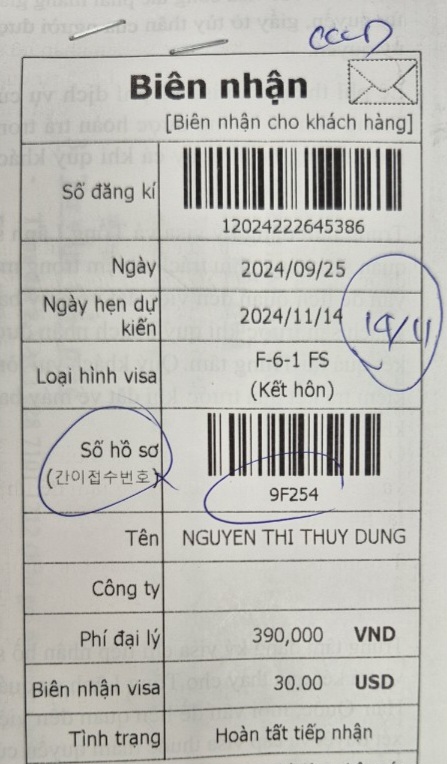 CCCD
Biên nhận
[Biên nhận cho khách hàng]
Số đăng kí
12024222645386
Ngày 2024/09/25
Ngày hẹn dự kiến 2024/11/14
14/11
Loại hình visa F-6-1 FS
(Kết hôn)
Số hồ sơ
(간이접수번호)
9F254
Tên NGUYEN THI THUY DUNG
Công ty
Phí đại lý 390,000 VND
Biên nhận visa 30.00 USD
Tình trạng Hoàn tất tiếp nhận